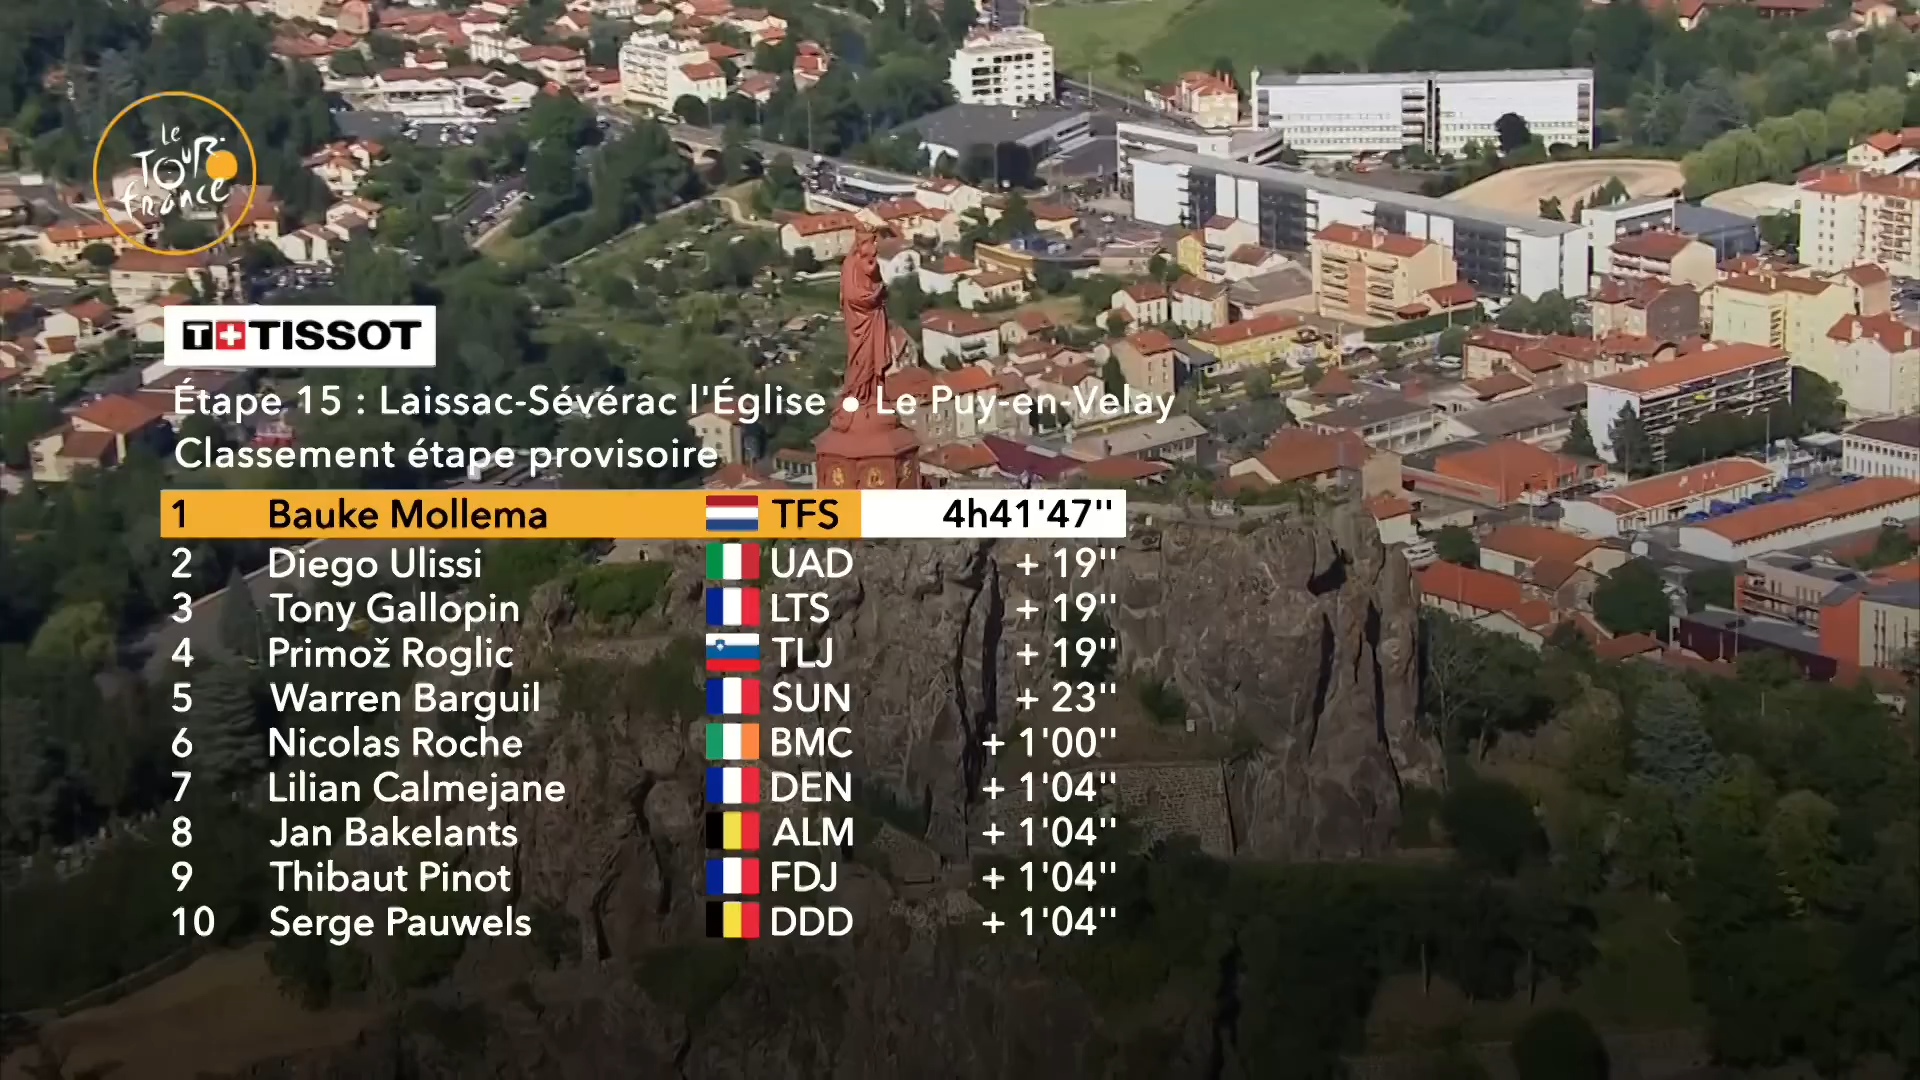 Le
Tour
de
france
T+TISSOT
Étape 15 : Laissac-Sévérac l'Église • Le Puy-en-Velay
Classement étape provisoire
1 Bauke Mollema TFS 4h41'47''
2 Diego Ulissi UAD + 19''
3 Tony Gallopin LTS + 19''
4 Primož Roglic TLJ + 19''
5 Warren Barguil SUN + 23''
6 Nicolas Roche BMC + 1'00''
7 Lilian Calmejane DEN + 1'04''
8 Jan Bakelants ALM + 1'04''
9 Thibaut Pinot FDJ + 1'04''
10 Serge Pauwels DDD + 1'04''